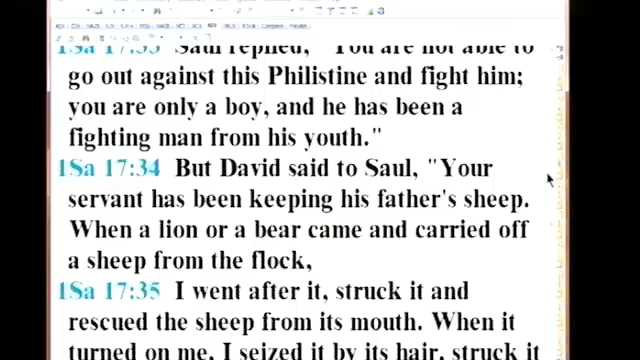 1Sa 17:33 Saul replied, "You are not able to
go out against this Philistine and fight him;
you are only a boy, and he has been a
fighting man from his youth."
1Sa 17:34 But David said to Saul, "Your
servant has been keeping his father's sheep.
When a lion or a bear came and carried off
a sheep from the flock,
1Sa 17:35 I went after it, struck it and
rescued the sheep from its mouth. When it
turned on me, I seized it by its hair, struck it